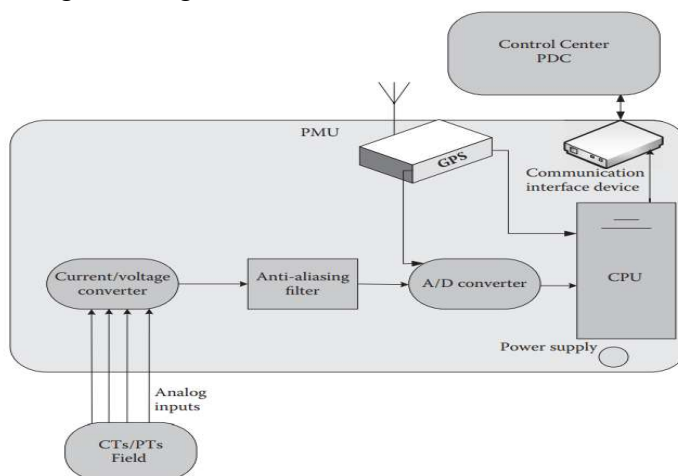 Control Center
PDC
PMU
GPS
Communication
interface device
Current/voltage
converter
Anti-aliasing
filter
A/D converter
CPU
Power supply
Analog
inputs
CTs/PTs
Field